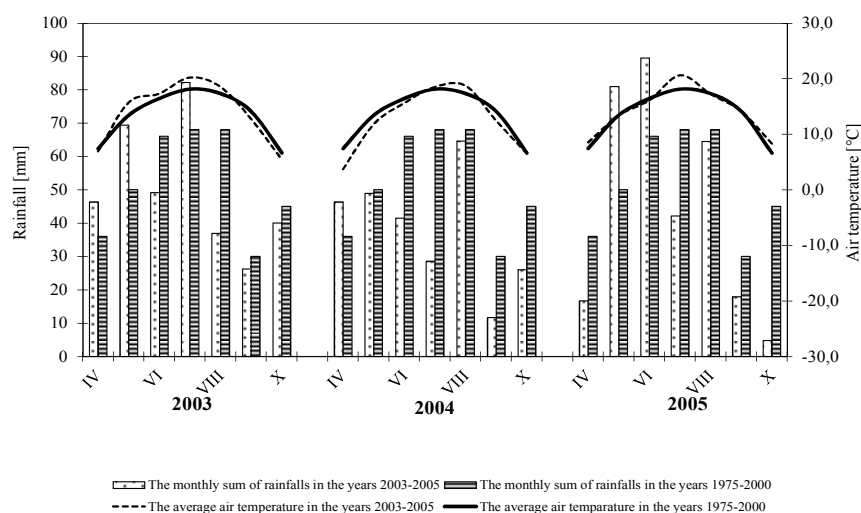 100
90
80
70
60
50
40
30
20
10
0
Rainfall [mm]
30,0
20,0
10,0
0,0
-10,0
-20,0
-30,0
Air temperature [°C]
IV
VI
VIII
X
IV
VI
VIII
X
IV
VI
VIII
X
2003
2004
2005
The monthly sum of rainfalls in the years 2003-2005
The monthly sum of rainfalls in the years 1975-2000
The average air temperature in the years 2003-2005
The average air temparature in the years 1975-2000